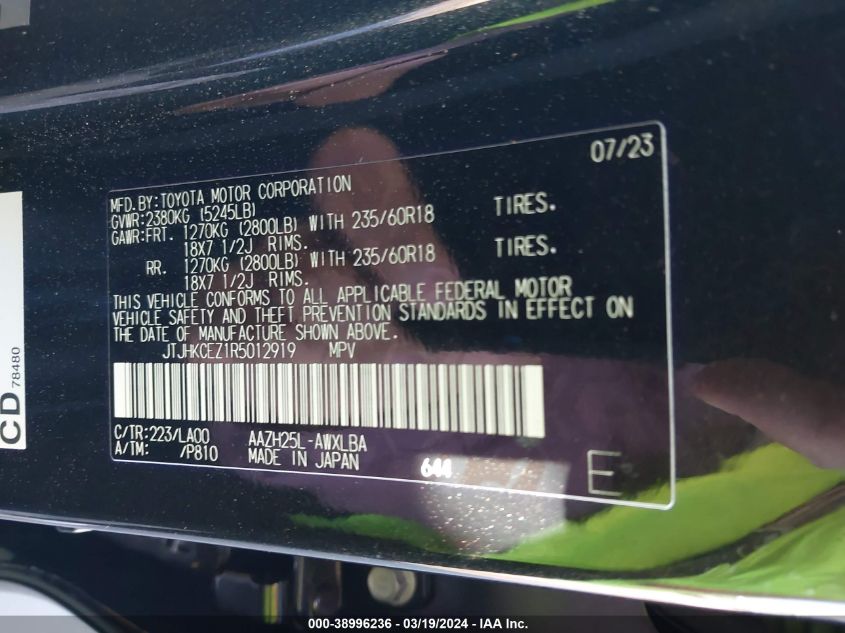 07/23
MFD.BY:TOYOTA MOTOR CORPORATION
GVWR:2380KG (5245LB)
GAWR:FRT. 1270KG (2800LB) WITH 235/60R18 TIRES.
18X7 1/2J RIMS.
RR. 1270KG (2800LB) WITH 235/60R18 TIRES.
18X7 1/2J RIMS.
THIS VEHICLE CONFORMS TO ALL APPLICABLE FEDERAL MOTOR
VEHICLE SAFETY AND THEFT PREVENTION STANDARDS IN EFFECT ON
THE DATE OF MANUFACTURE SHOWN ABOVE.
JTJHKCEZ1R5012919 MPV
C/TR:223/LA00 AAZH25L-AWXLBA
A/TM: /P810 MADE IN JAPAN
644
E
CD
78480
000-38996236 - 03/19/2024 - IAA Inc.